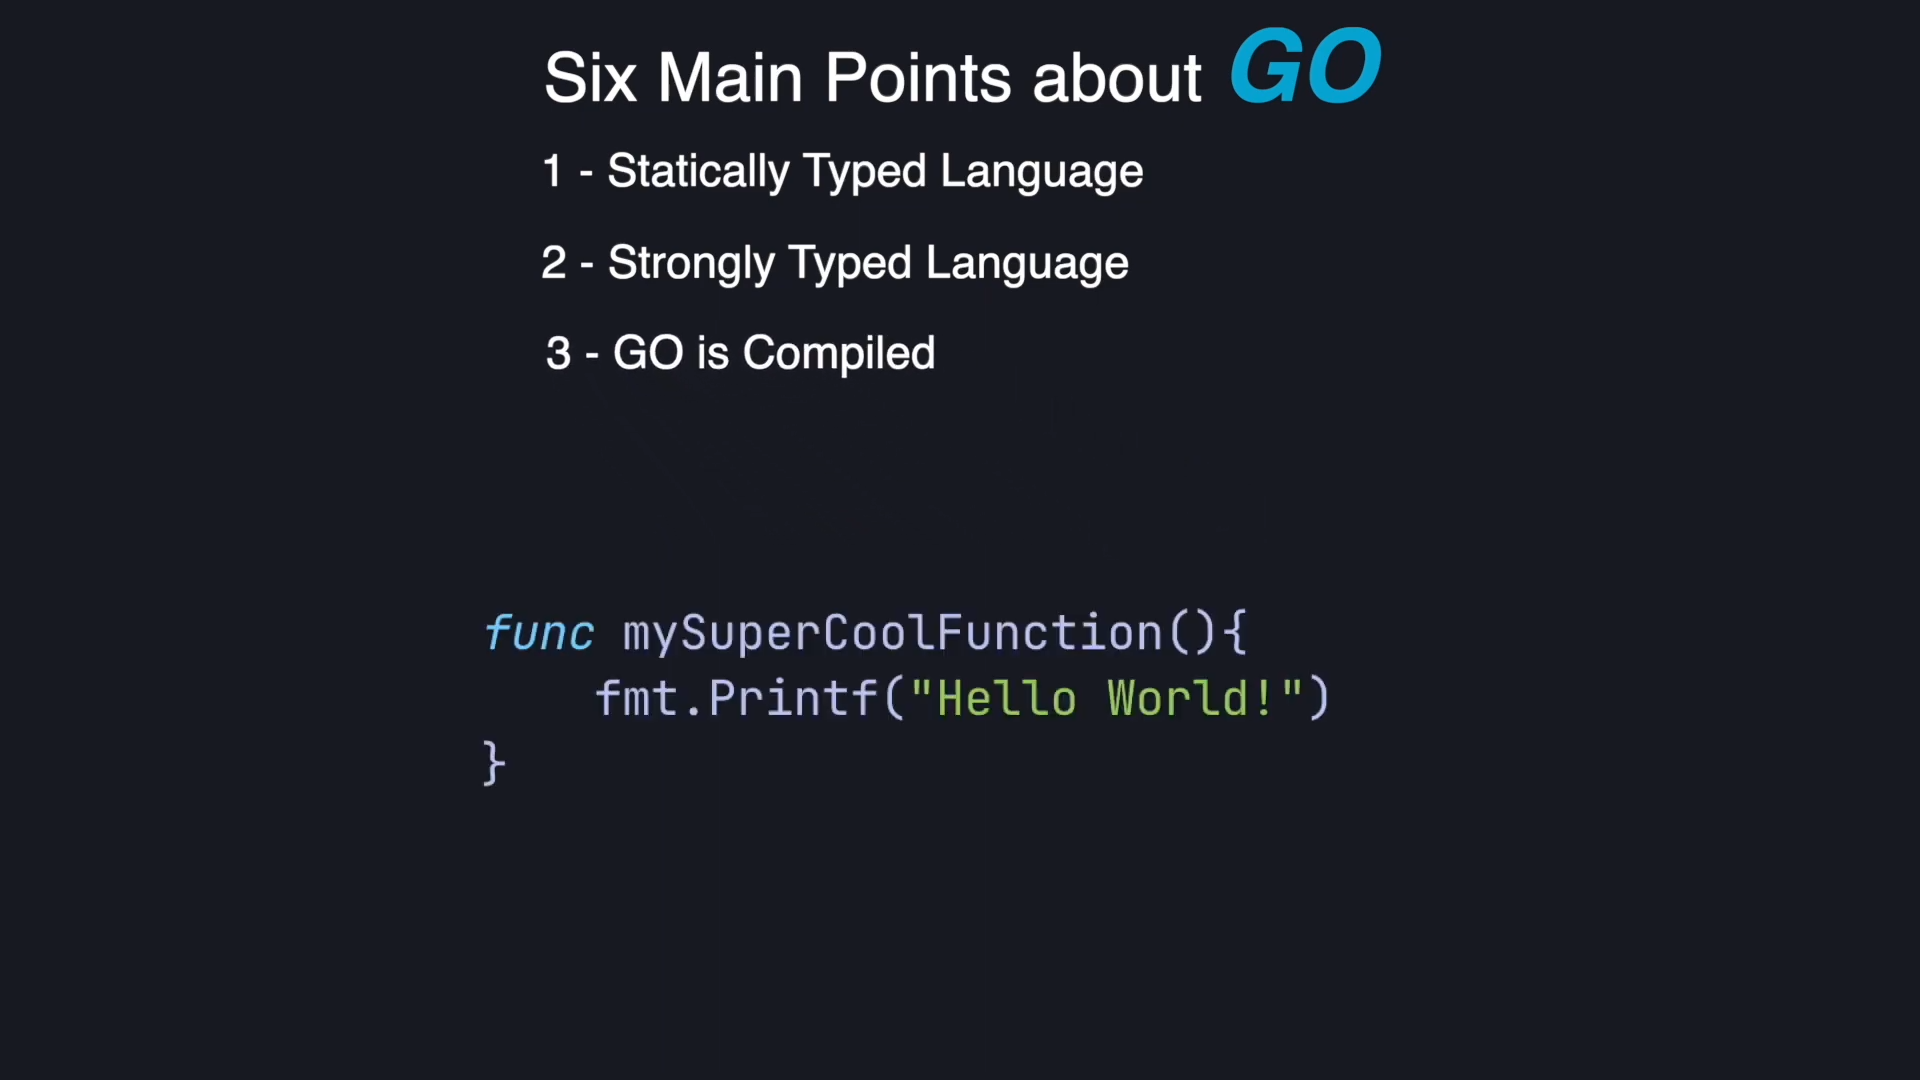 Six Main Points about GO
1 - Statically Typed Language
2 - Strongly Typed Language
3 - GO is Compiled
func mySuperCoolFunction(){
    fmt.Printf("Hello World!")
}